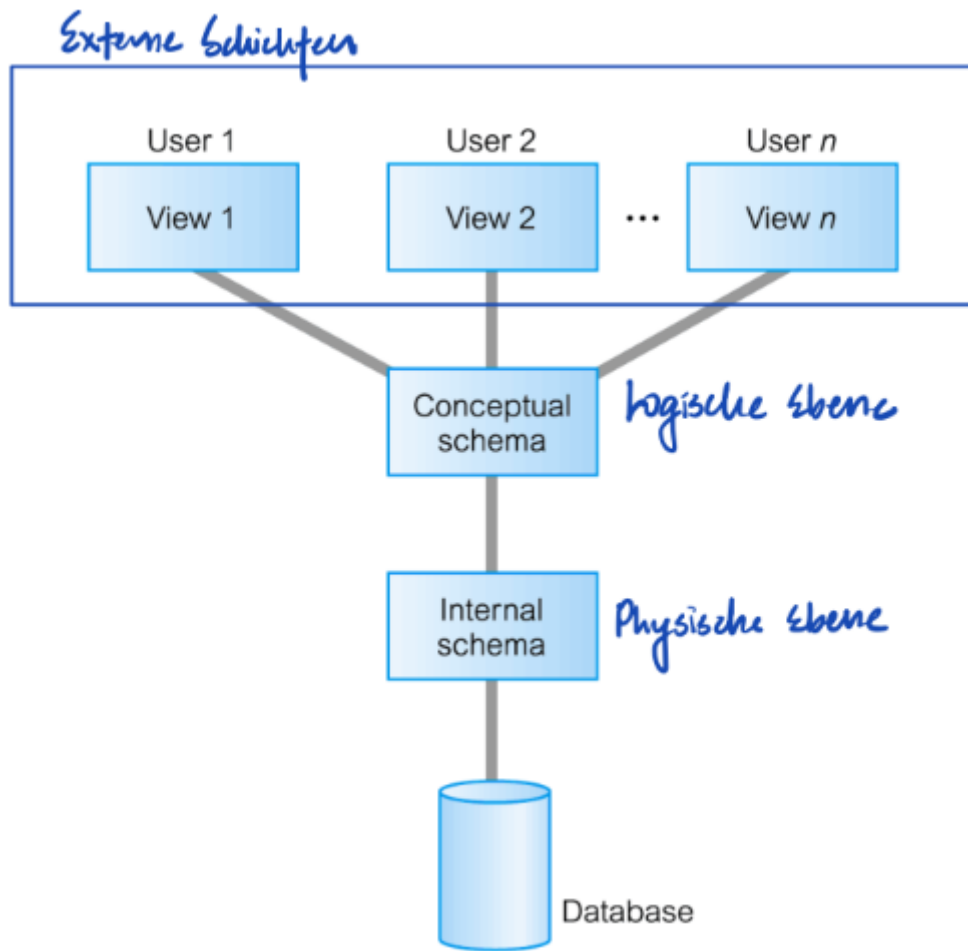 Externe Schichten
User 1
User 2
User n
View 1
View 2
...
View n
Conceptual
schema
Logische Ebene
Internal
schema
Physische Ebene
Database